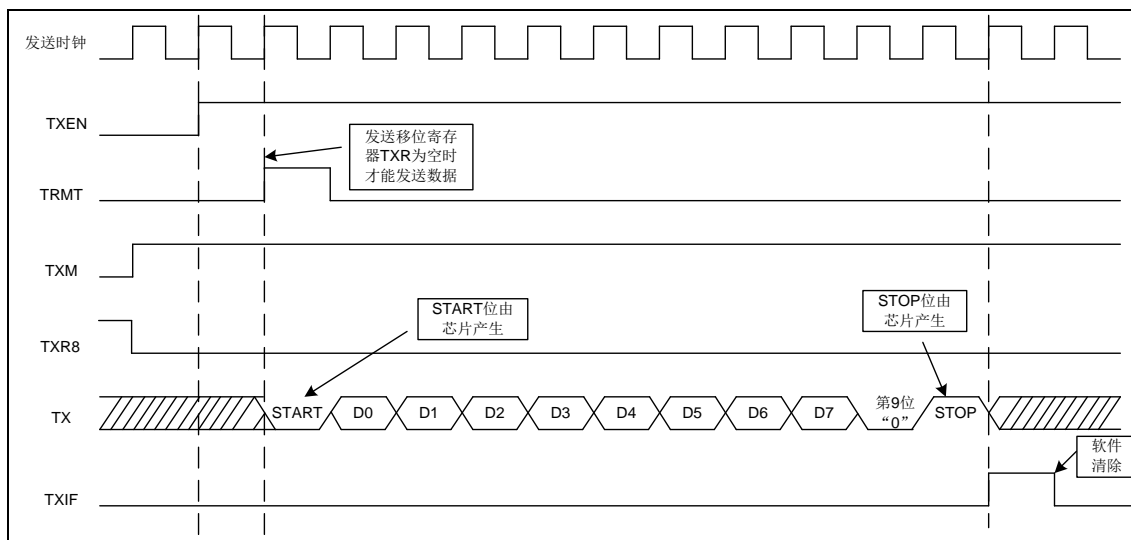 发送时钟
TXEN
发送移位寄存
器TXR为空时
才能发送数据
TRMT
TXM
START位由
芯片产生
STOP位由
芯片产生
TXR8
TX
START
D0
D1
D2
D3
D4
D5
D6
D7
第9位
“0”
STOP
软件
清除
TXIF